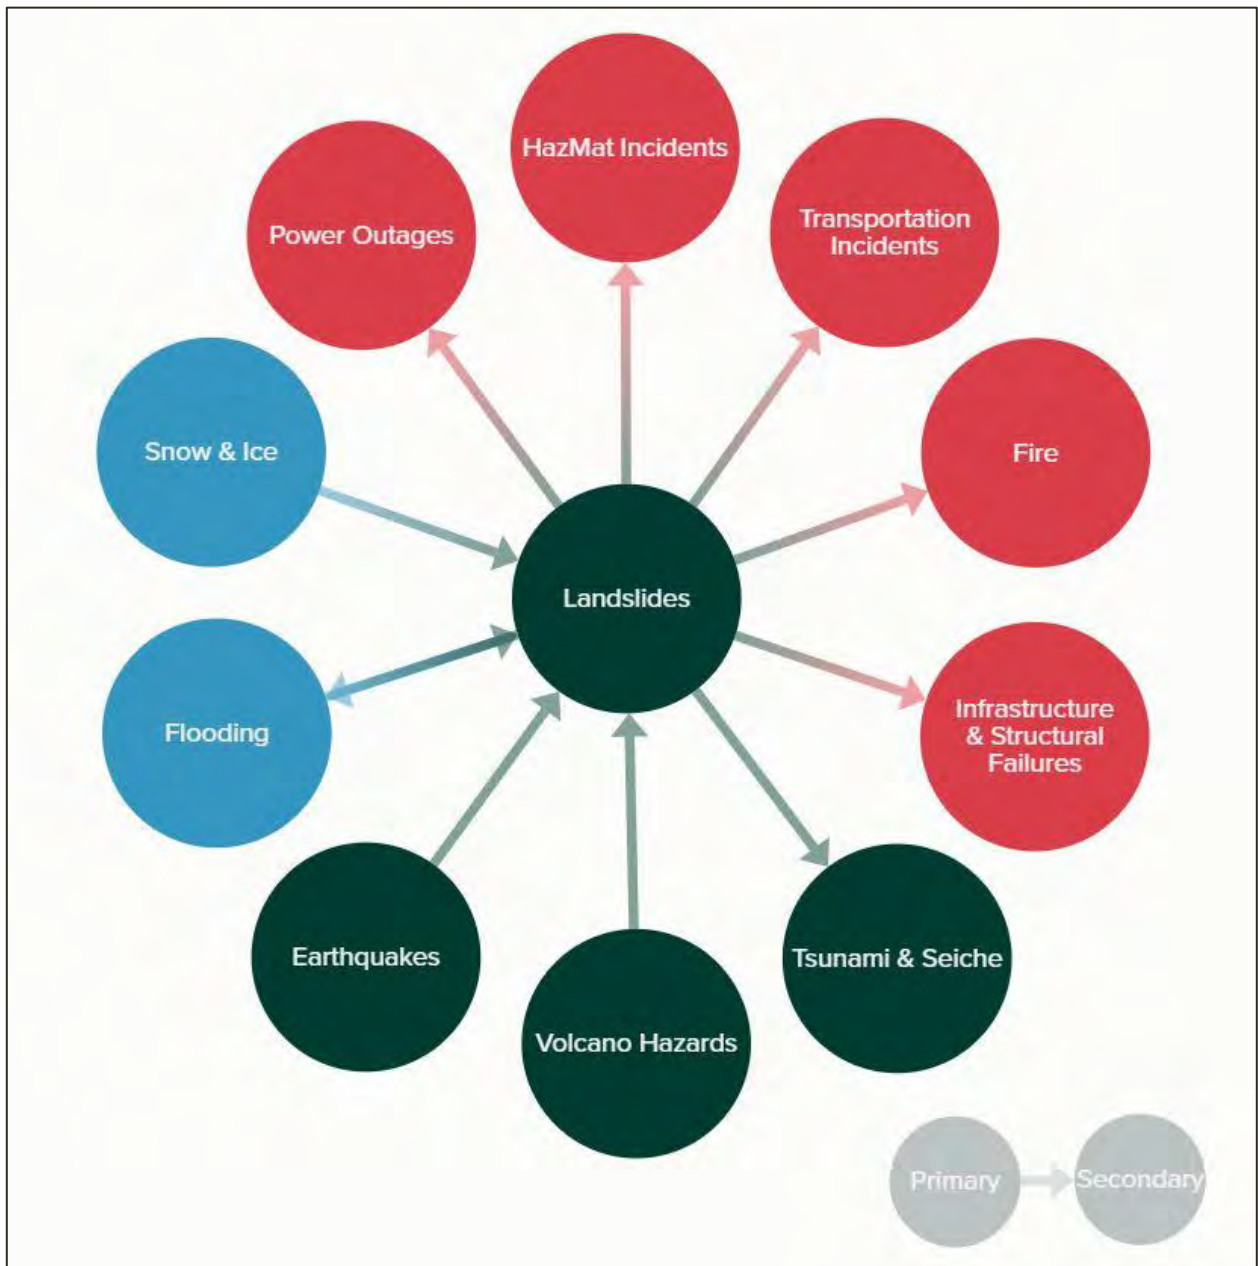 HazMat Incidents
Power Outages
Transportation
Incidents
Snow & Ice
Fire
Landslides
Flooding
Infrastructure
& Structural
Failures
Earthquakes
Volcano Hazards
Tsunami & Seiche
Primary
Secondary